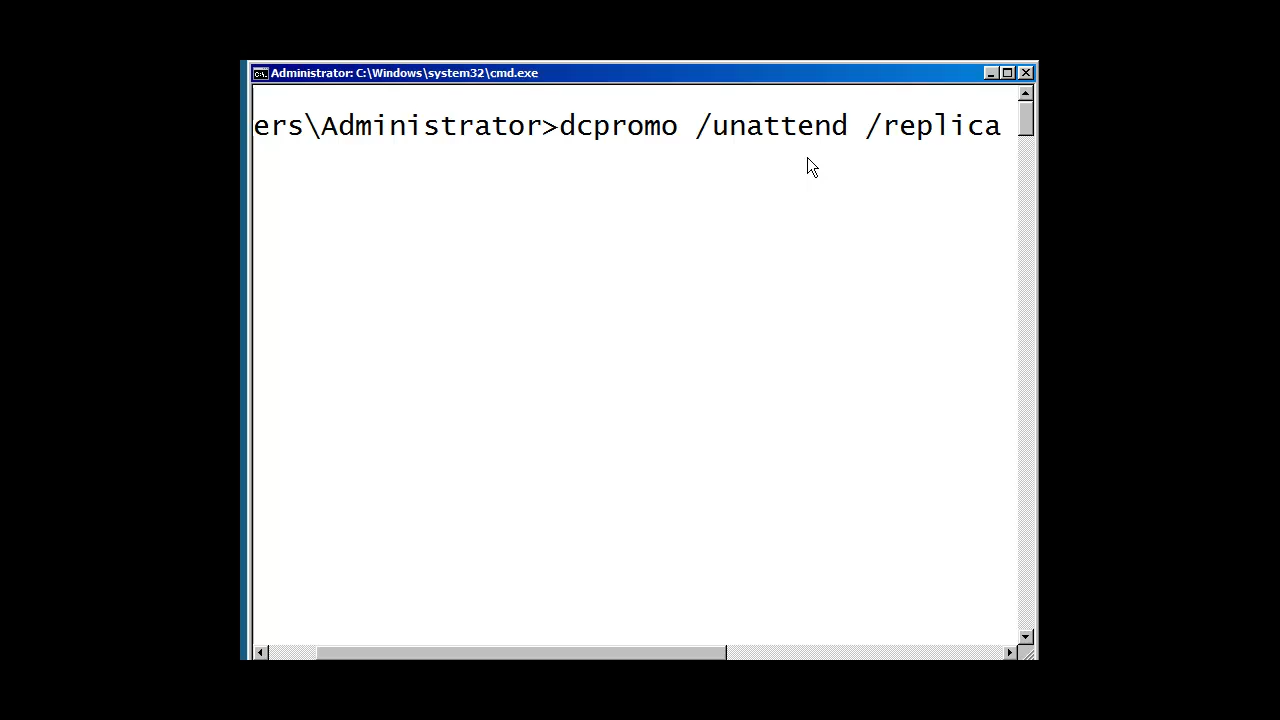 Administrator: C:\Windows\system32\cmd.exe
ers\Administrator>dcpromo /unattend /replica